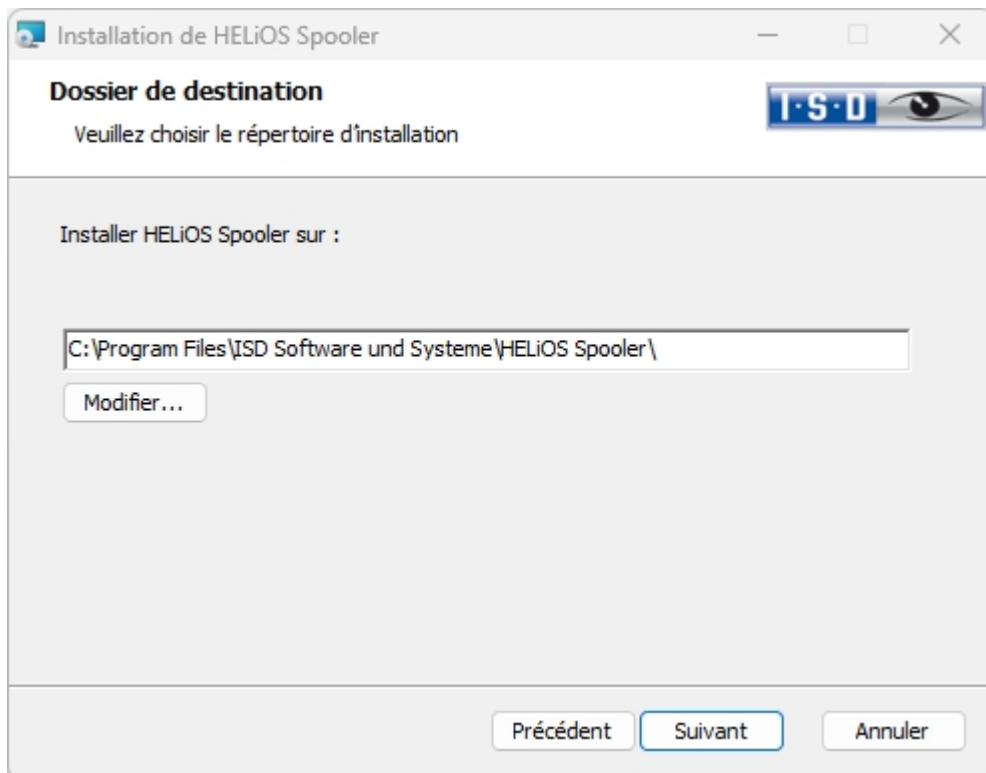 Installation de HELiOS Spooler
Dossier de destination
Veuillez choisir le répertoire d'installation
I·S·D
Installer HELiOS Spooler sur :
C:\Program Files\ISD Software und Systeme\HELiOS Spooler\
Modifier...
Précédent
Suivant
Annuler